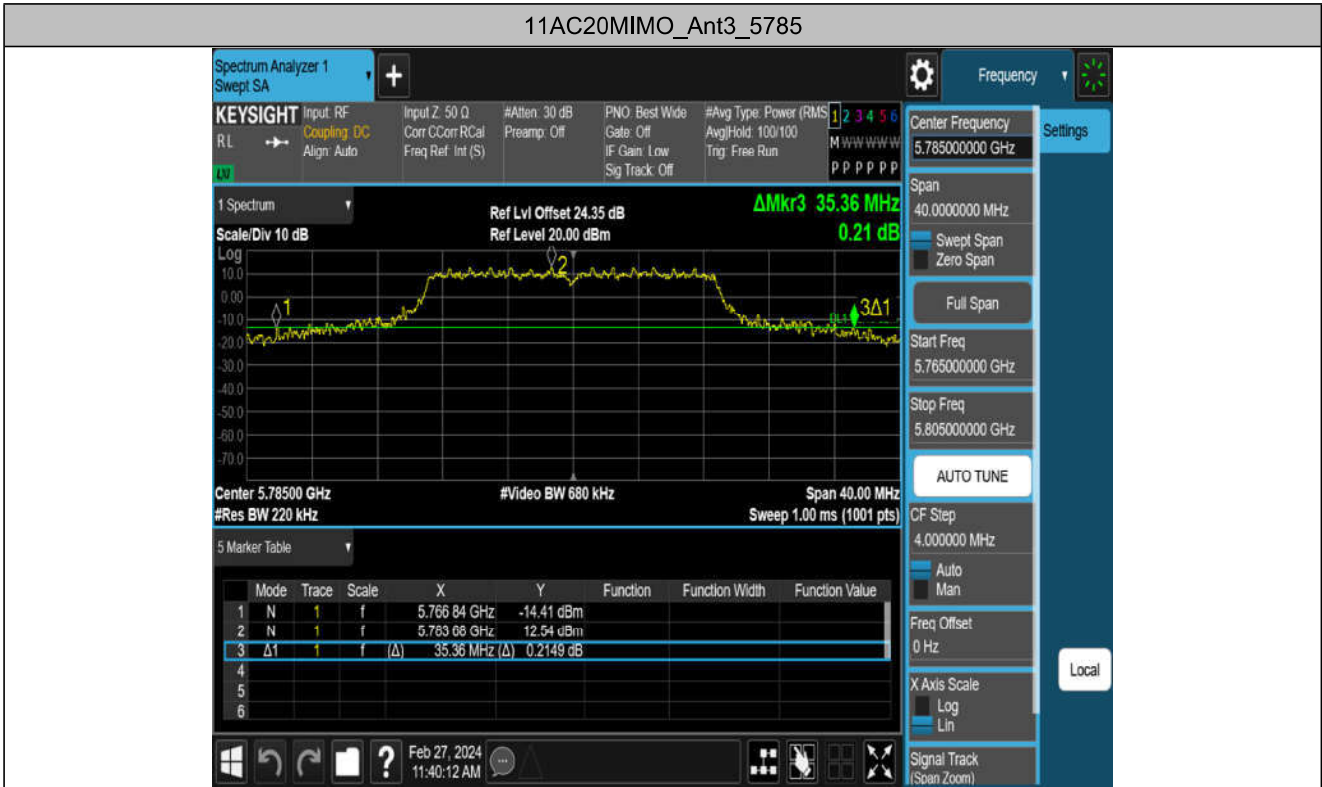 11AC20MIMO_Ant3_5785
Spectrum Analyzer 1
Swept SA
+
Frequency
KEYSIGHT
RL
Input: RF
Coupling: DC
Align: Auto
Input Z: 50 Ω
Corr CCorr RCal
Freq Ref: Int (S)
#Atten: 30 dB
Preamp: Off
PNO: Best Wide
Gate: Off
IF Gain: Low
Sig Track: Off
#Avg Type: Power (RMS
Avg|Hold: 100/100
Trig: Free Run
1 2 3 4 5 6
M W W W W W
P P P P P P
1 Spectrum
Scale/Div 10 dB
Ref Lvl Offset 24.35 dB
Ref Level 20.00 dBm
ΔMkr3 35.36 MHz
0.21 dB
Log
10.0
0.00
-10.0
-20.0
-30.0
-40.0
-50.0
-60.0
-70.0
1
2
3Δ1
Center 5.78500 GHz
#Res BW 220 kHz
#Video BW 680 kHz
Span 40.00 MHz
Sweep 1.00 ms (1001 pts)
5 Marker Table
Mode Trace Scale X Y Function Function Width Function Value
1 N 1 f 5.766 84 GHz -14.41 dBm
2 N 1 f 5.783 68 GHz 12.54 dBm
3 Δ1 1 f (Δ) 35.36 MHz (Δ) 0.2149 dB
4
5
6
Feb 27, 2024
11:40:12 AM
?
Center Frequency
5.785000000 GHz
Settings
Span
40.0000000 MHz
Swept Span
Zero Span
Full Span
Start Freq
5.765000000 GHz
Stop Freq
5.805000000 GHz
AUTO TUNE
CF Step
4.000000 MHz
Auto
Man
Freq Offset
0 Hz
Local
X Axis Scale
Log
Lin
Signal Track
(Span Zoom)